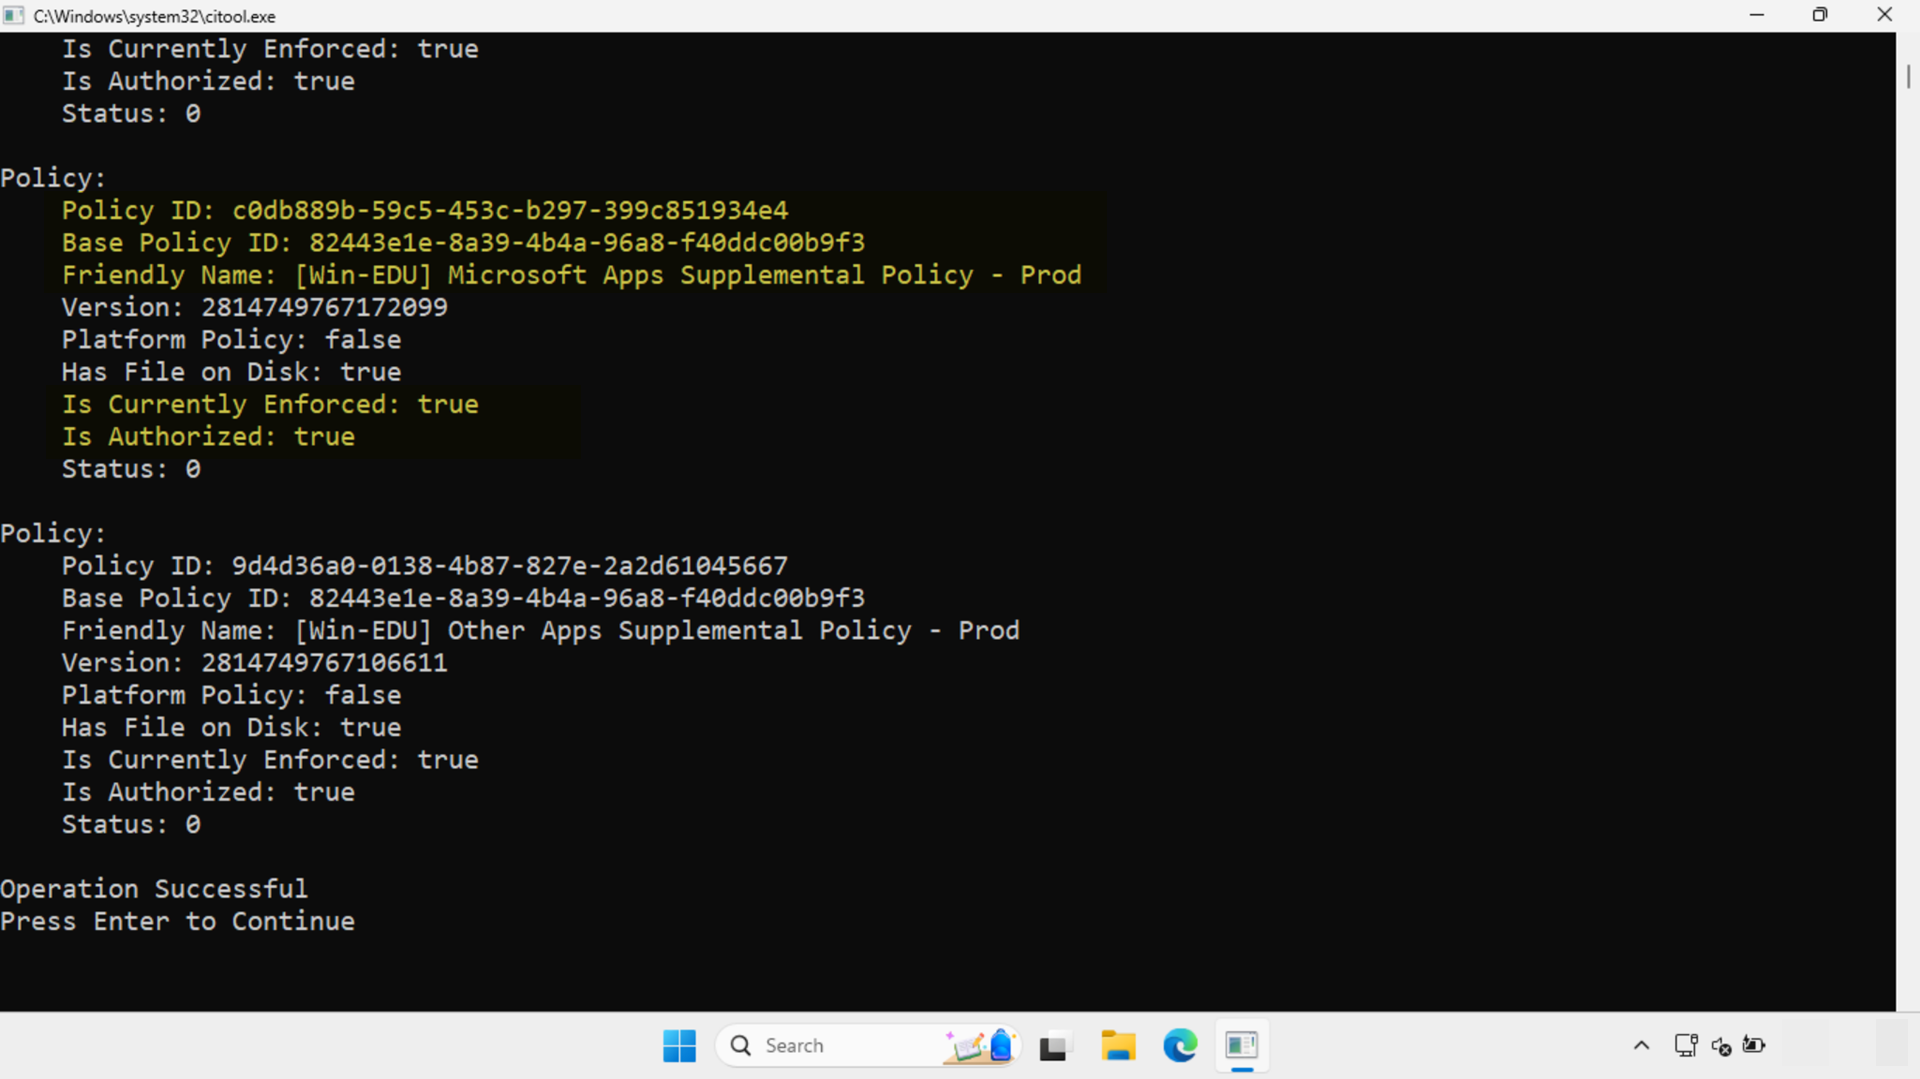 C:\Windows\system32\citool.exe
Is Currently Enforced: true
Is Authorized: true
Status: 0
Policy:
Policy ID: c0db889b-59c5-453c-b297-399c851934e4
Base Policy ID: 82443e1e-8a39-4b4a-96a8-f40ddc00b9f3
Friendly Name: [Win-EDU] Microsoft Apps Supplemental Policy - Prod
Version: 2814749767172099
Platform Policy: false
Has File on Disk: true
Is Currently Enforced: true
Is Authorized: true
Status: 0
Policy:
Policy ID: 9d4d36a0-0138-4b87-827e-2a2d61045667
Base Policy ID: 82443e1e-8a39-4b4a-96a8-f40ddc00b9f3
Friendly Name: [Win-EDU] Other Apps Supplemental Policy - Prod
Version: 2814749767106611
Platform Policy: false
Has File on Disk: true
Is Currently Enforced: true
Is Authorized: true
Status: 0
Operation Successful
Press Enter to Continue
Search